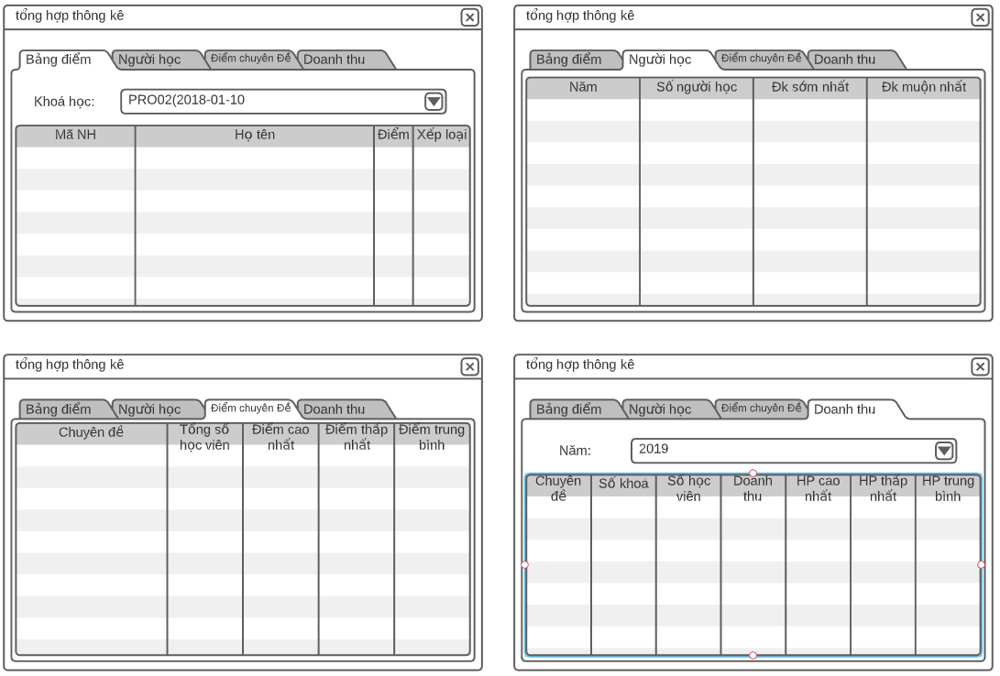 tổng hợp thông kê
Bảng điểm Người học Điểm chuyên Đề Doanh thu
Khoá học: PRO02(2018-01-10
Mã NH Họ tên Điểm Xếp loại
tổng hợp thông kê
Bảng điểm Người học Điểm chuyên Đề Doanh thu
Năm Số người học Đk sớm nhất Đk muộn nhất
tổng hợp thông kê
Bảng điểm Người học Điểm chuyên Đề Doanh thu
Chuyên đề Tổng số Điểm cao Điểm thấp Điểm trung
học viên nhất nhất bình
tổng hợp thông kê
Bảng điểm Người học Điểm chuyên Đề Doanh thu
Năm: 2019
Chuyên Số khoá Số học Doanh HP cao HP thấp HP trung
đề viên thu nhất nhất bình